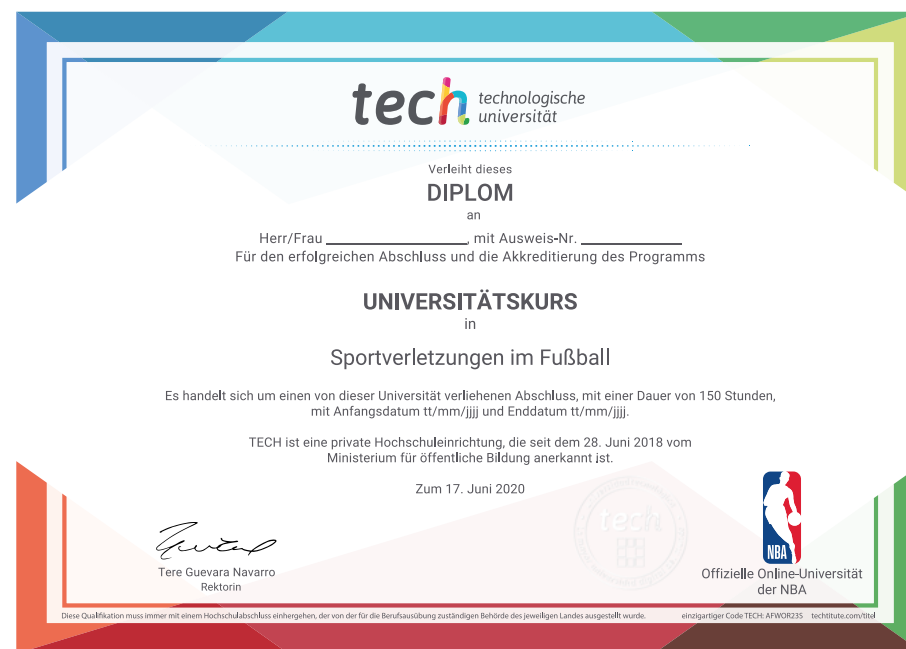 tech technologische
universität
Verleiht dieses
DIPLOM
an
Herr/Frau ________________, mit Ausweis-Nr. ____________
Für den erfolgreichen Abschluss und die Akkreditierung des Programms
UNIVERSITÄTSKURS
in
Sportverletzungen im Fußball
Es handelt sich um einen von dieser Universität verliehenen Abschluss, mit einer Dauer von 150 Stunden,
mit Anfangsdatum tt/mm/jjjj und Enddatum tt/mm/jjjj.
TECH ist eine private Hochschuleinrichtung, die seit dem 28. Juni 2018 vom
Ministerium für öffentliche Bildung anerkannt ist.
Zum 17. Juni 2020
tech
NBA
Tere Guevara Navarro
Rektorin
Offizielle Online-Universität
der NBA
Diese Qualifikation muss immer mit einem Hochschulabschluss einhergehen, der von der für die Berufsausübung zuständigen Behörde des jeweiligen Landes ausgestellt wurde. einzigartiger Code TECH: AFWOR23S techtitute.com/titel